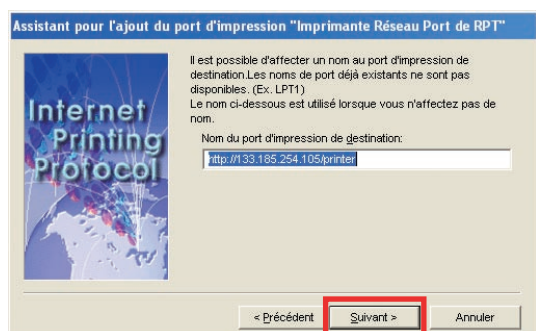 Assistant pour l'ajout du port d'impression "Imprimante Réseau Port de RPT"
Internet
Printing
Protocol
Il est possible d'affecter un nom au port d'impression de
destination.Les noms de port déjà existants ne sont pas
disponibles. (Ex. LPT1)
Le nom ci-dessous est utilisé lorsque vous n'affectez pas de
nom.
Nom du port d'impression de destination:
http://133.185.254.105/printer
< Précédent
Suivant >
Annuler